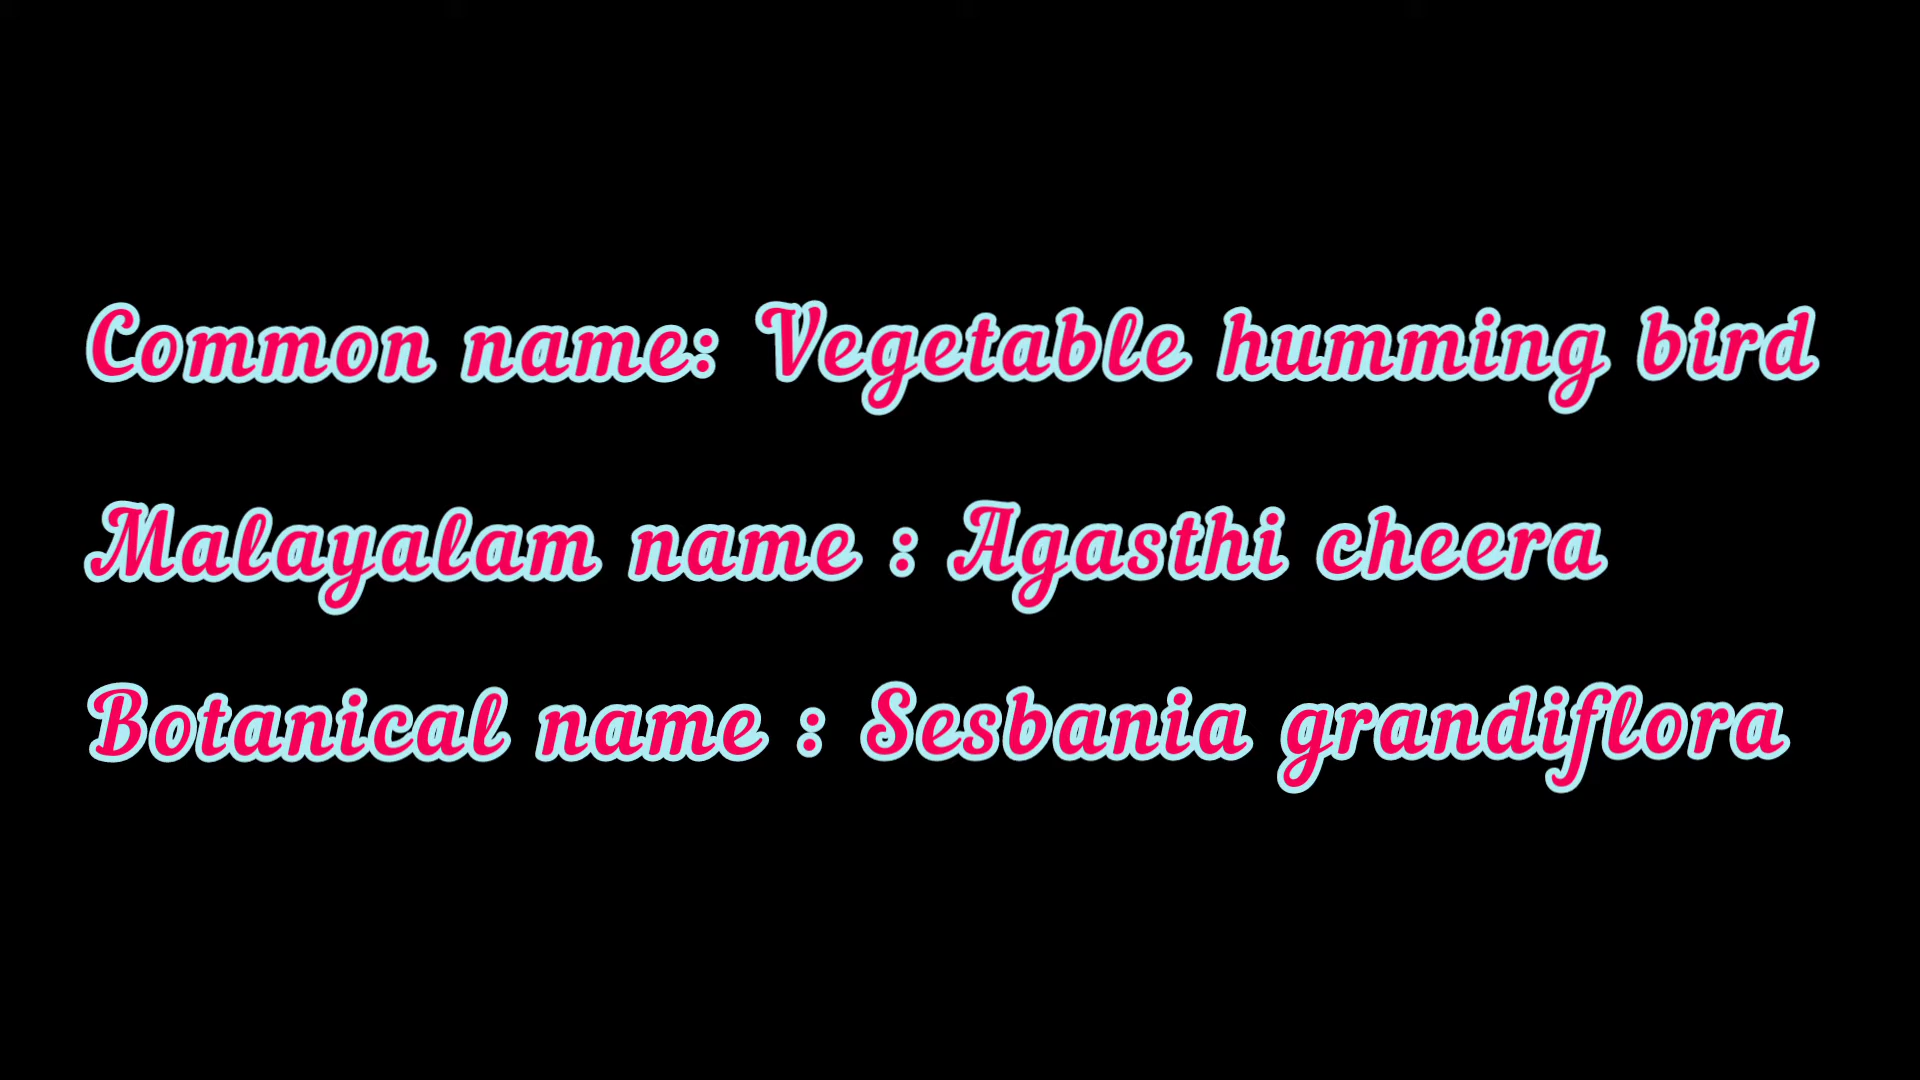 Common name: Vegetable humming bird
Malayalam name : Agasthi cheera
Botanical name : Sesbania grandiflora